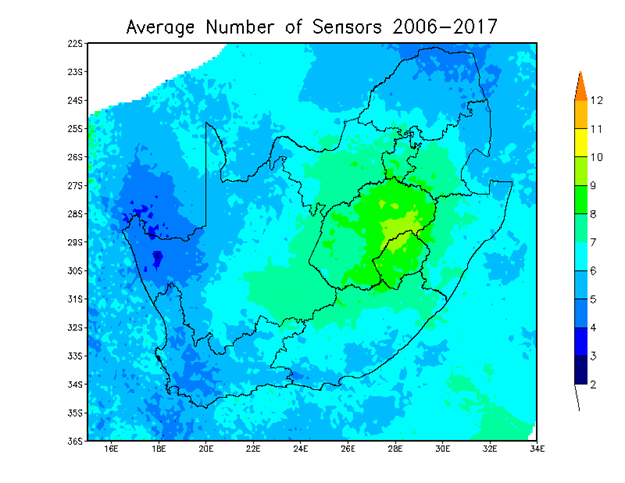 Average Number of Sensors 2006–2017
22S
23S
24S
25S
26S
27S
28S
29S
30S
31S
32S
33S
34S
35S
36S
16E 18E 20E 22E 24E 26E 28E 30E 32E 34E
12
11
10
9
8
7
6
5
4
3
2